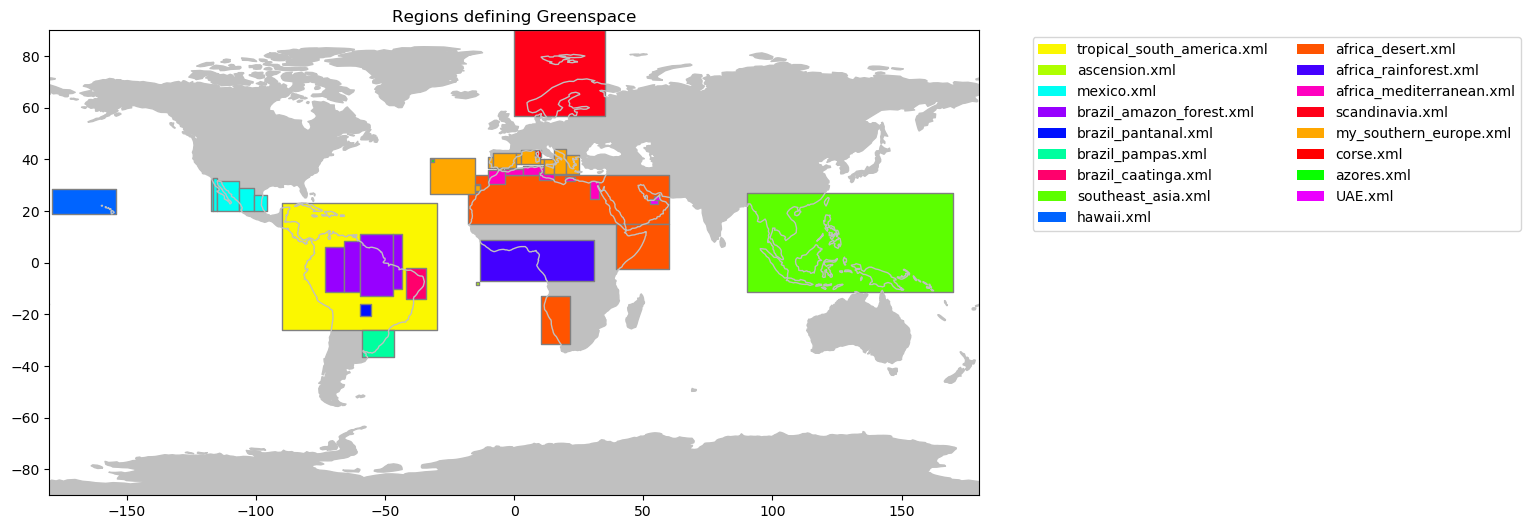 Regions defining Greenspace
80
60
40
20
0
−20
−40
−60
−80
−150
−100
−50
0
50
100
150
tropical_south_america.xml
ascension.xml
mexico.xml
brazil_amazon_forest.xml
brazil_pantanal.xml
brazil_pampas.xml
brazil_caatinga.xml
southeast_asia.xml
hawaii.xml
africa_desert.xml
africa_rainforest.xml
africa_mediterranean.xml
scandinavia.xml
my_southern_europe.xml
corse.xml
azores.xml
UAE.xml